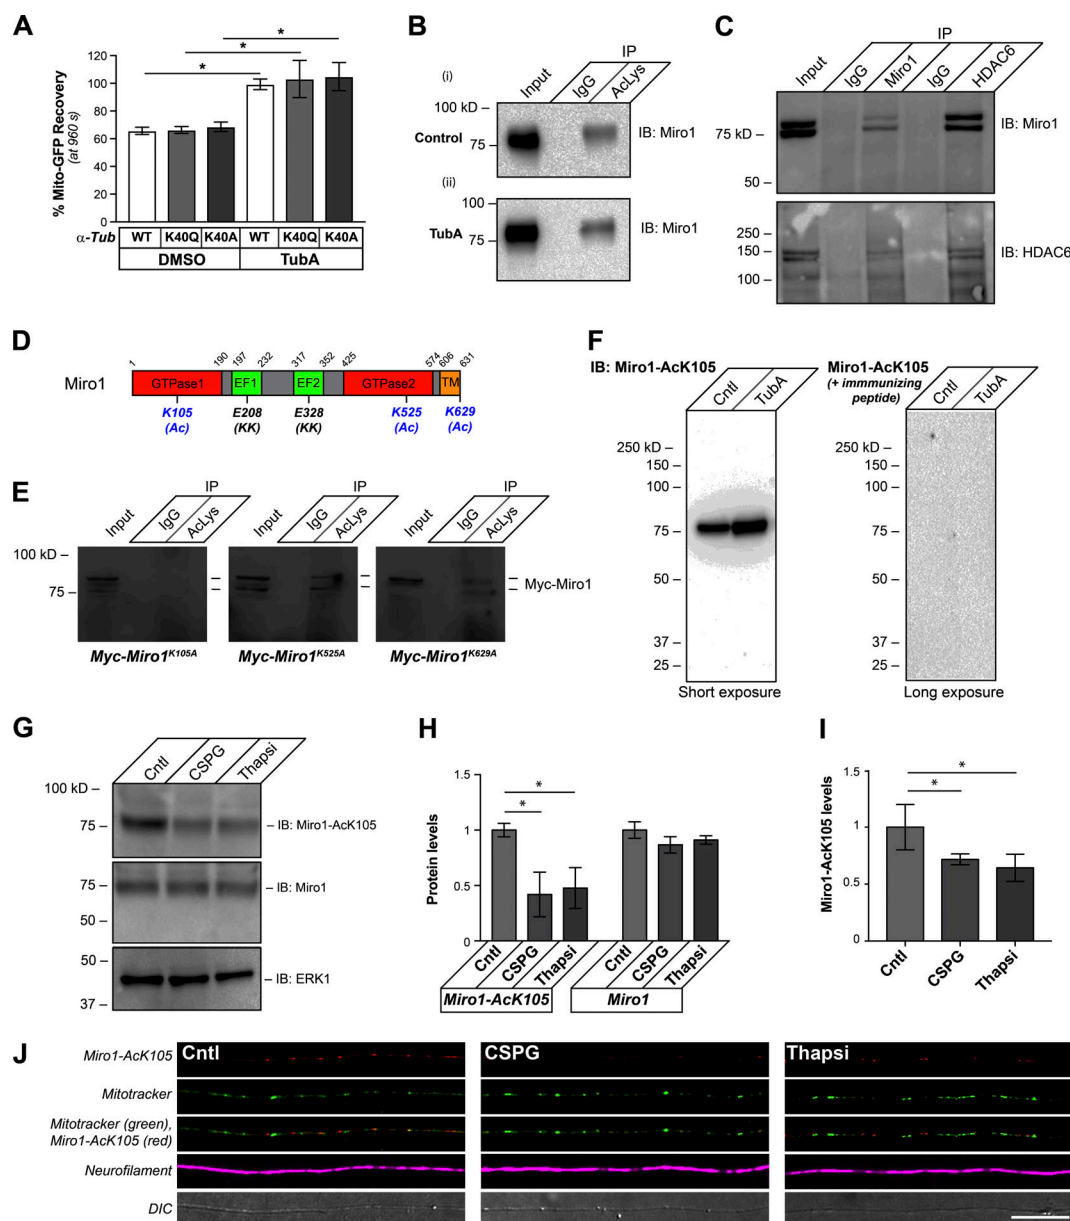 A
% Mito-GFP Recovery
(at 960 s)
120
100
80
60
40
20
0
*
*
*
α-Tub
WT K40Q K40A WT K40Q K40A
DMSO TubA
B
IP
Input IgG AcLys
(i)
100 kD
Control
75
IB: Miro1
(ii)
100
TubA
75
IB: Miro1
C
IP
Input IgG Miro1 IgG HDAC6
75 kD
50
IB: Miro1
250
150
100
IB: HDAC6
D
1 190 197 232 317 352 425 574 606 631
Miro1
GTPase1 EF1 EF2 GTPase2 TM
K105 E208 E328 K525 K629
(Ac) (KK) (KK) (Ac) (Ac)
E
IP IP IP
Input IgG AcLys Input IgG AcLys Input IgG AcLys
100 kD
75
Myc-Miro1
Myc-Miro1K105A Myc-Miro1K525A Myc-Miro1K629A
F
IB: Miro1-AcK105
Cntl TubA
250 kD
150
100
75
50
37
25
Short exposure
Miro1-AcK105
(+ immmunizing
peptide)
Cntl TubA
250 kD
150
100
75
50
37
25
Long exposure
G
Cntl CSPG Thapsi
100 kD
75
IB: Miro1-AcK105
75
50
IB: Miro1
50
37
IB: ERK1
H
Protein levels
1.5
1
0.5
0
*
*
Cntl CSPG Thapsi Cntl CSPG Thapsi
Miro1-AcK105 Miro1
I
Miro1-AcK105 levels
1.5
1
0.5
0
*
*
Cntl CSPG Thapsi
J
Cntl CSPG Thapsi
Miro1-AcK105
Mitotracker
Mitotracker (green),
Miro1-AcK105 (red)
Neurofilament
DIC